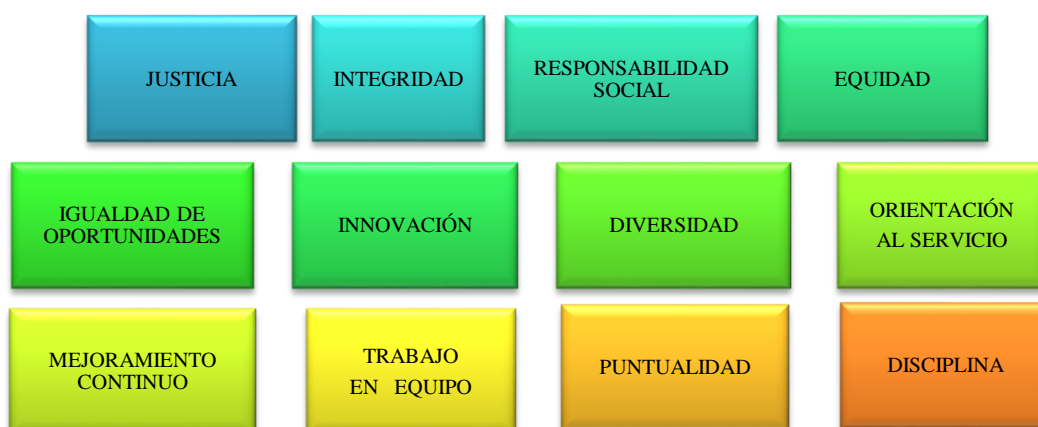 JUSTICIA
INTEGRIDAD
RESPONSABILIDAD
SOCIAL
EQUIDAD
IGUALDAD DE
OPORTUNIDADES
INNOVACIÓN
DIVERSIDAD
ORIENTACIÓN
AL SERVICIO
MEJORAMIENTO
CONTINUO
TRABAJO
EN EQUIPO
PUNTUALIDAD
DISCIPLINA